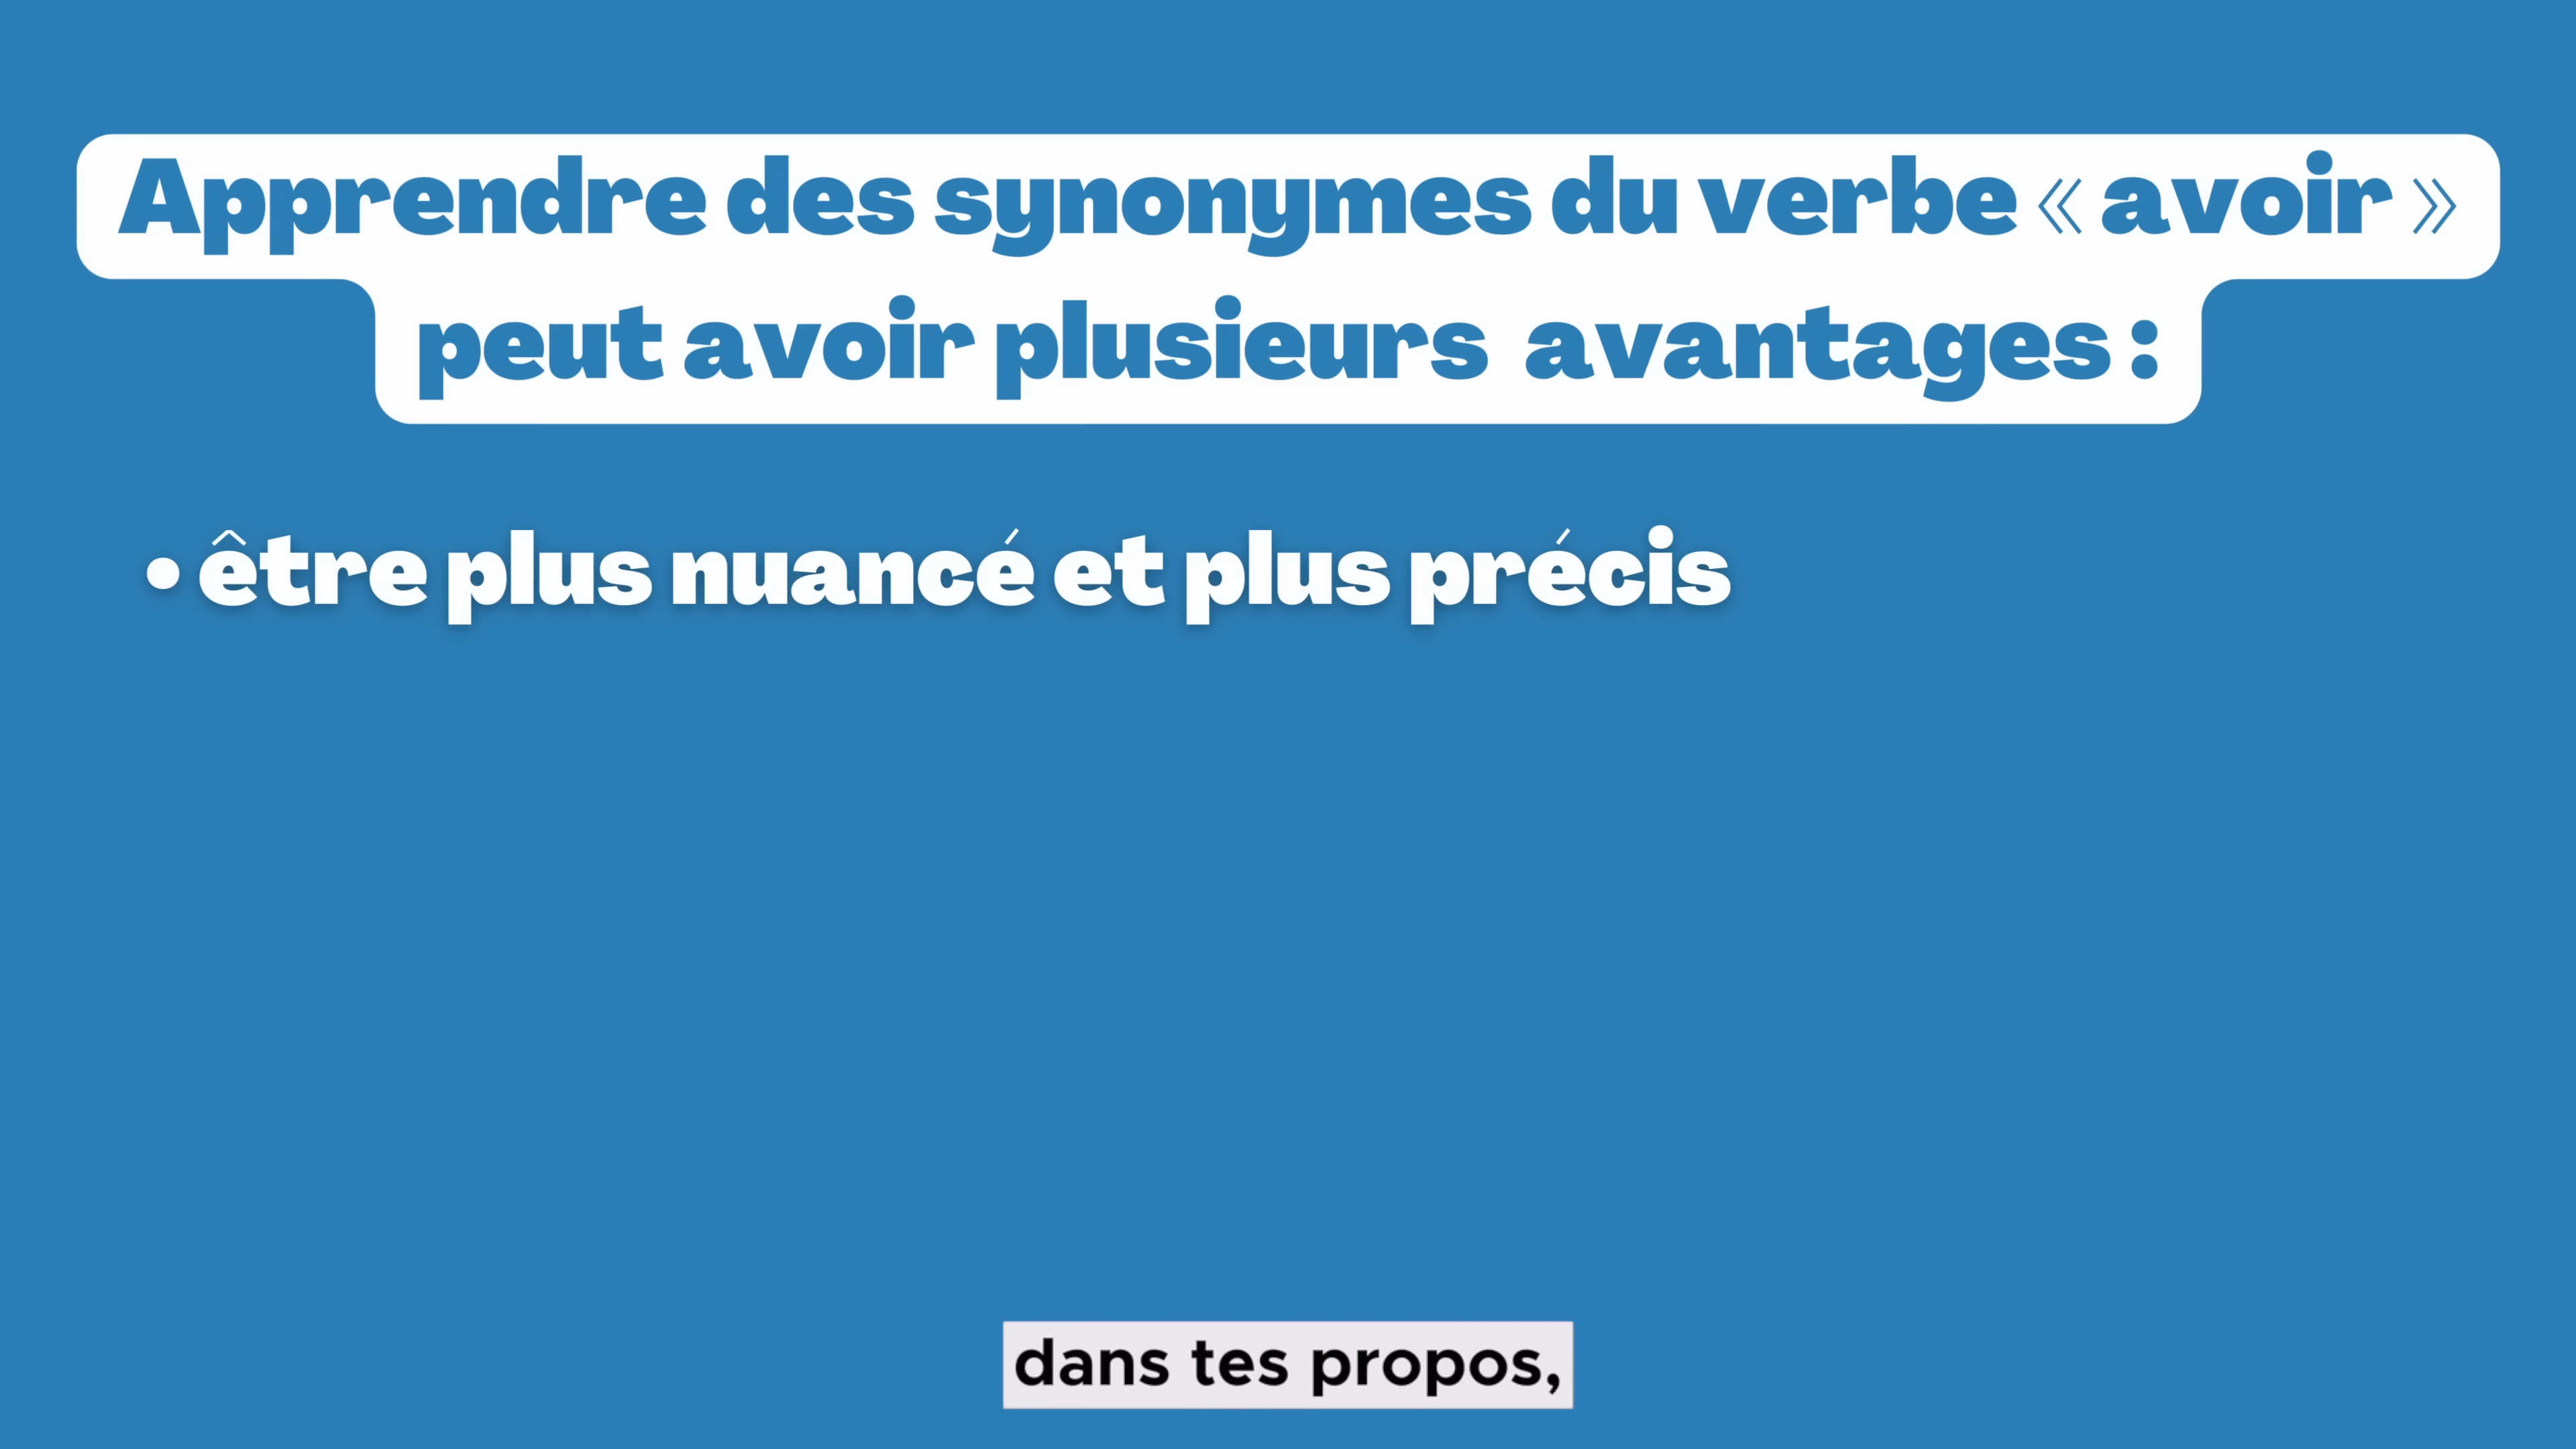 Apprendre des synonymes du verbe « avoir »
peut avoir plusieurs avantages :
• être plus nuancé et plus précis
dans tes propos,